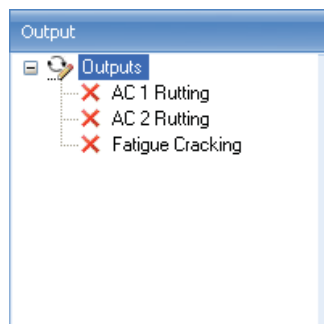 Output
Outputs
AC 1 Rutting
AC 2 Rutting
Fatigue Cracking